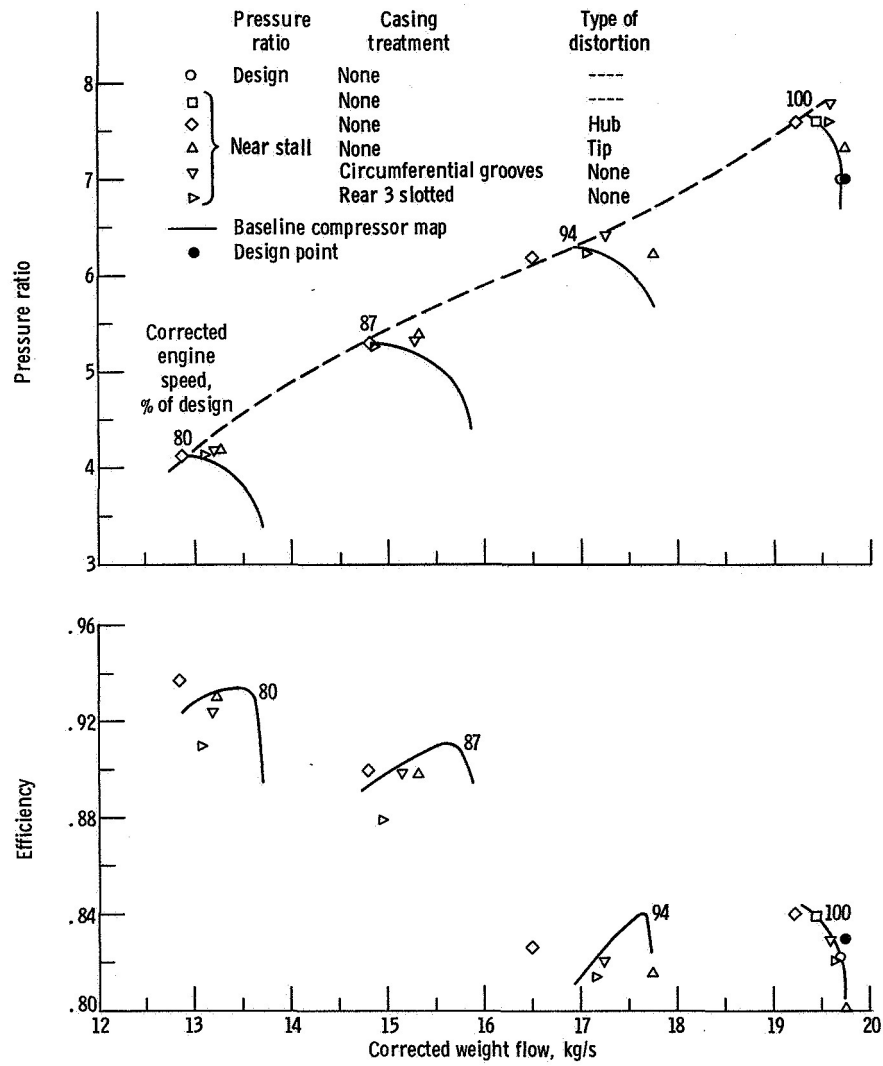 Pressure ratio Casing treatment Type of distortion
Design None ----
None ----
None Hub
Near stall None Tip
Circumferential grooves None
Rear 3 slotted None
Baseline compressor map
Design point
Pressure ratio
8
7
6
5
4
3
Corrected engine speed, % of design
80
87
94
100
Efficiency
.96
.92
.88
.84
.80
80
87
94
100
12 13 14 15 16 17 18 19 20
Corrected weight flow, kg/s